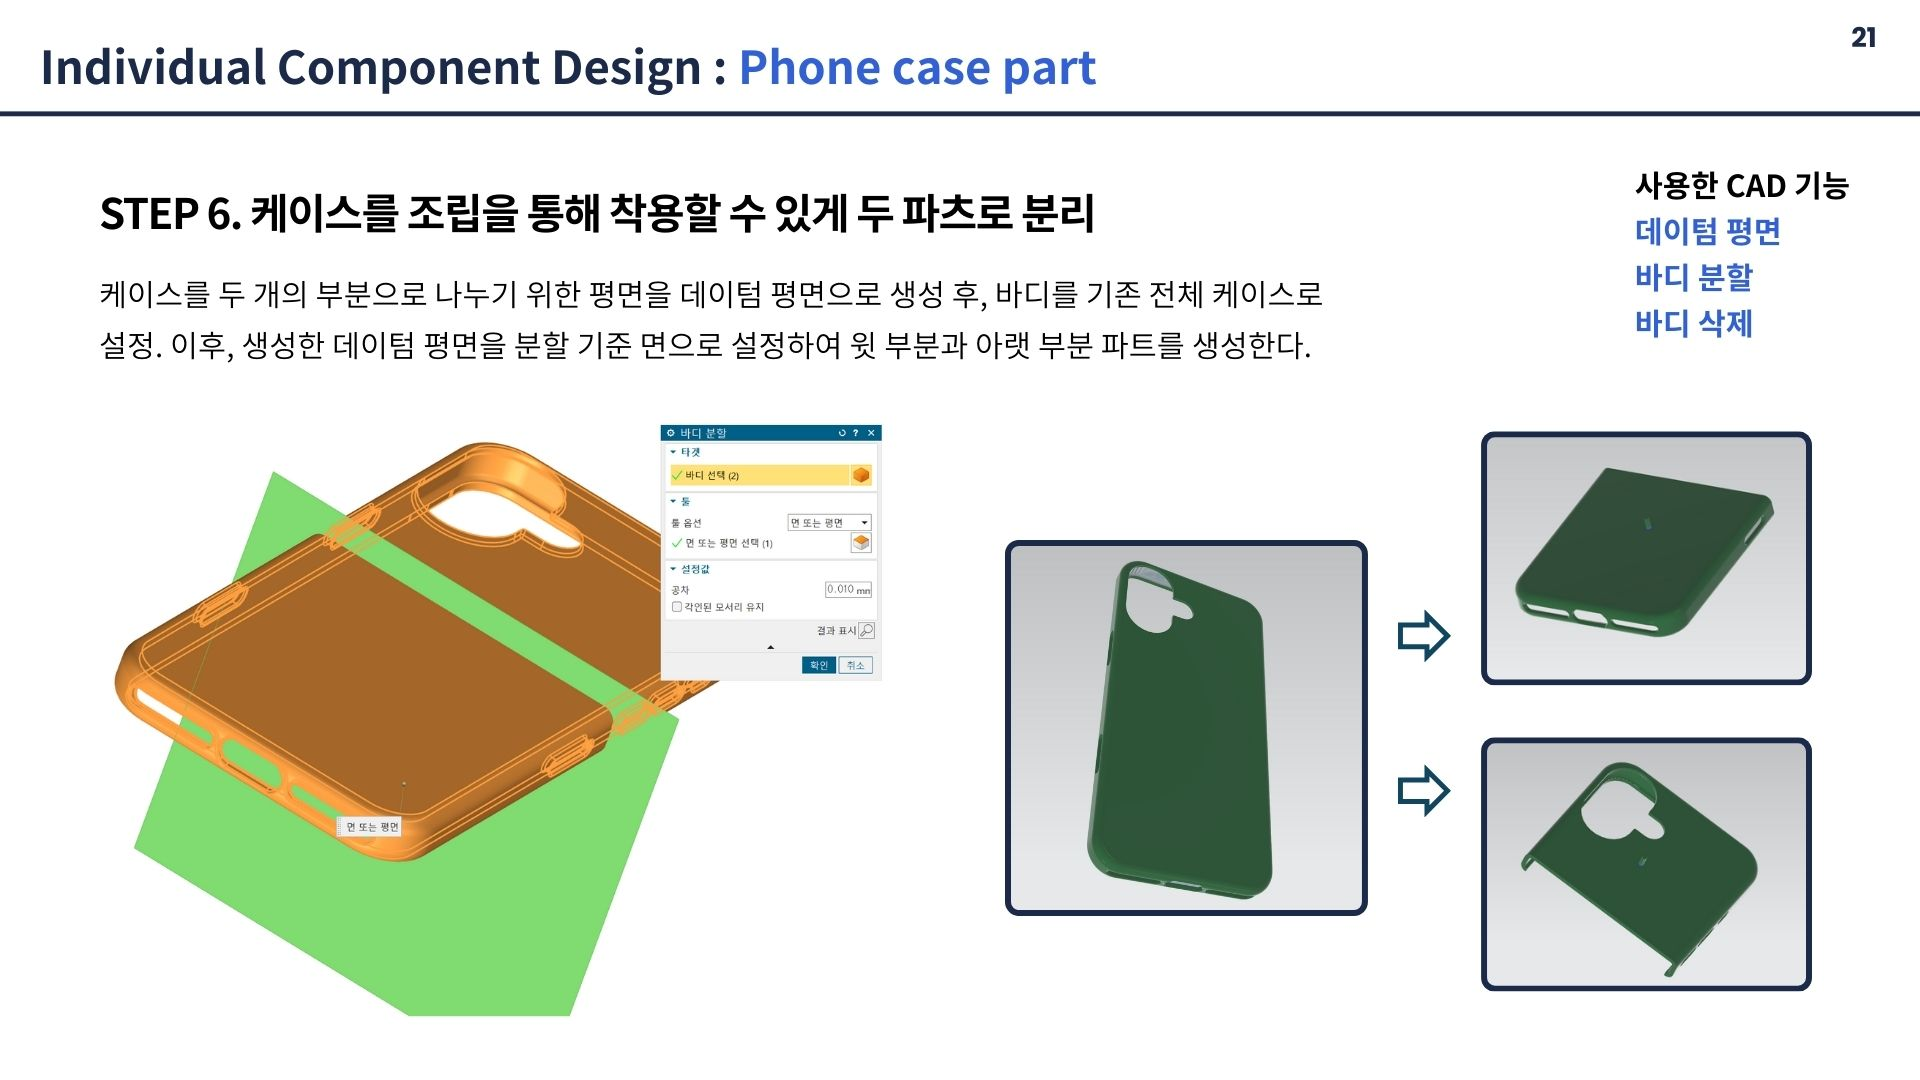 21
Individual Component Design : Phone case part
STEP 6. 케이스를 조립을 통해 착용할 수 있게 두 파츠로 분리
케이스를 두 개의 부분으로 나누기 위한 평면을 데이텀 평면으로 생성 후, 바디를 기존 전체 케이스로
설정. 이후, 생성한 데이텀 평면을 분할 기준 면으로 설정하여 윗 부분과 아랫 부분 파트를 생성한다.
사용한 CAD 기능
데이텀 평면
바디 분할
바디 삭제
바디 분할
타겟
바디 선택 (2)
툴
툴 옵션 면 또는 평면
면 또는 평면 선택 (1)
설정값
공차 0.010 mm
각인된 모서리 유지
결과 표시
확인 취소
면 또는 평면